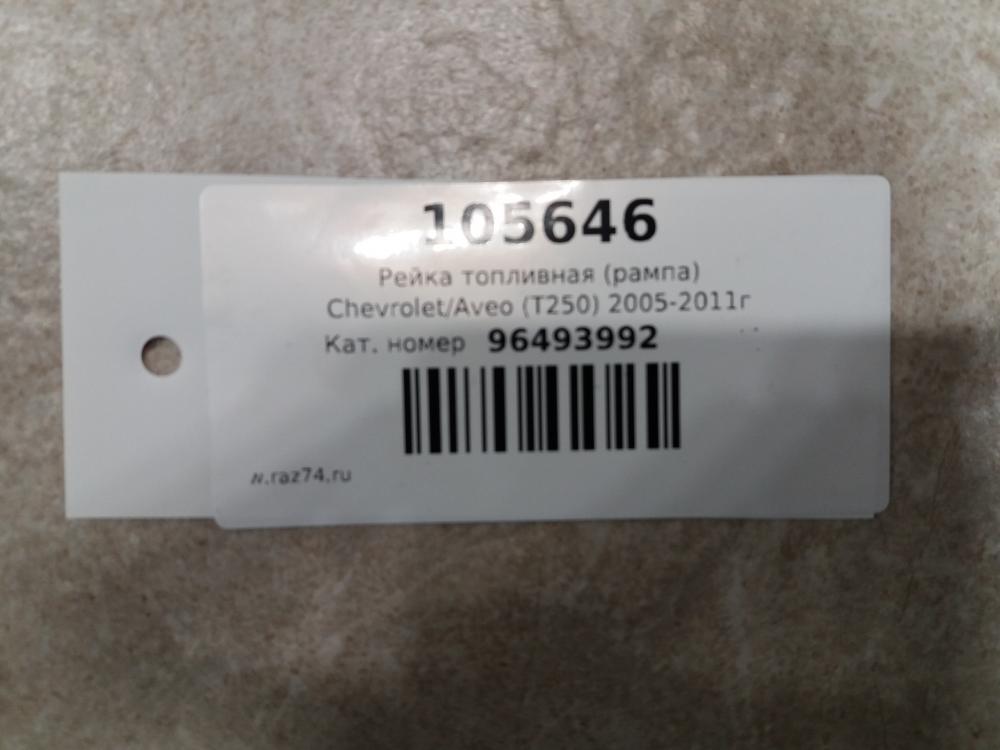 105646
Рейка топливная (рампа)
Chevrolet/Aveo (T250) 2005-2011г
Кат. номер 96493992
w.raz74.ru